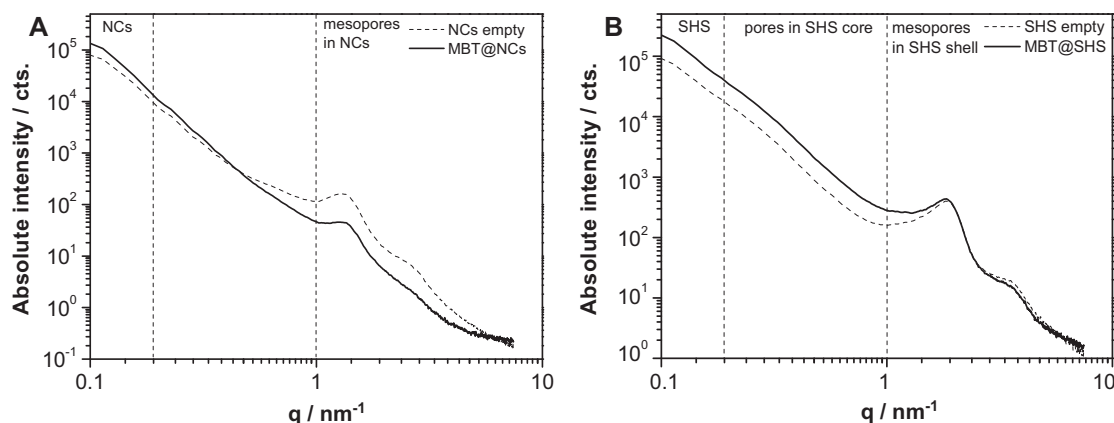 A
NCs
mesopores
in NCs
NCs empty
MBT@NCs
Absolute intensity / cts.
10^5
10^4
10^3
10^2
10^1
10^0
10^-1
0.1
1
10
q / nm^-1
B
SHS
pores in SHS core
mesopores
in SHS shell
SHS empty
MBT@SHS
Absolute intensity / cts.
10^5
10^4
10^3
10^2
10^1
10^0
0.1
1
10
q / nm^-1